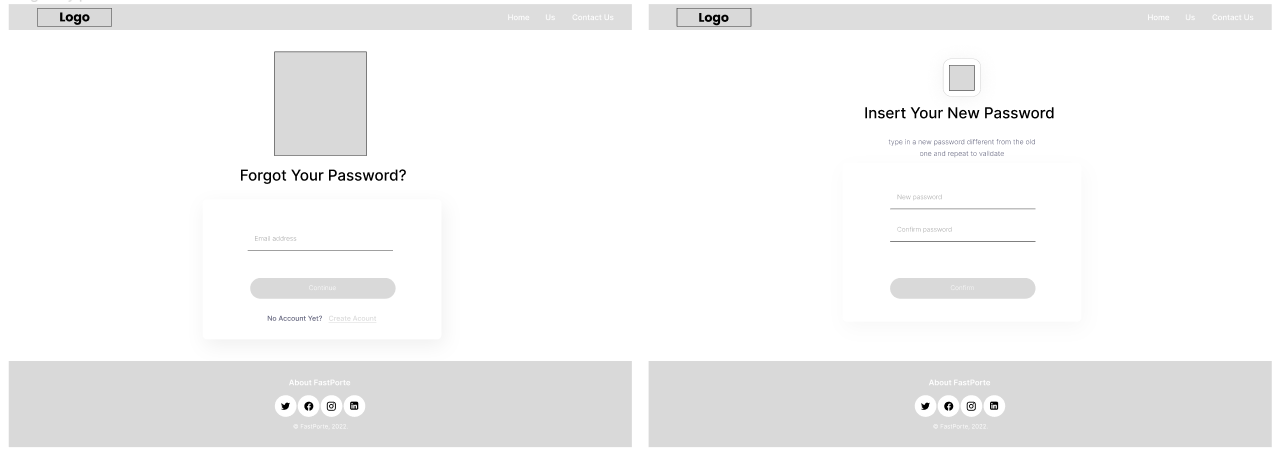 Logo
Home Us Contact Us
Forgot Your Password?
Email address
Continue
No Account Yet? Create Acount
About FastPorte
© FastPorte, 2022.
Logo
Home Us Contact Us
Insert Your New Password
type in a new password different from the old
one and repeat to validate
New password
Confirm password
Confirm
About FastPorte
© FastPorte, 2022.